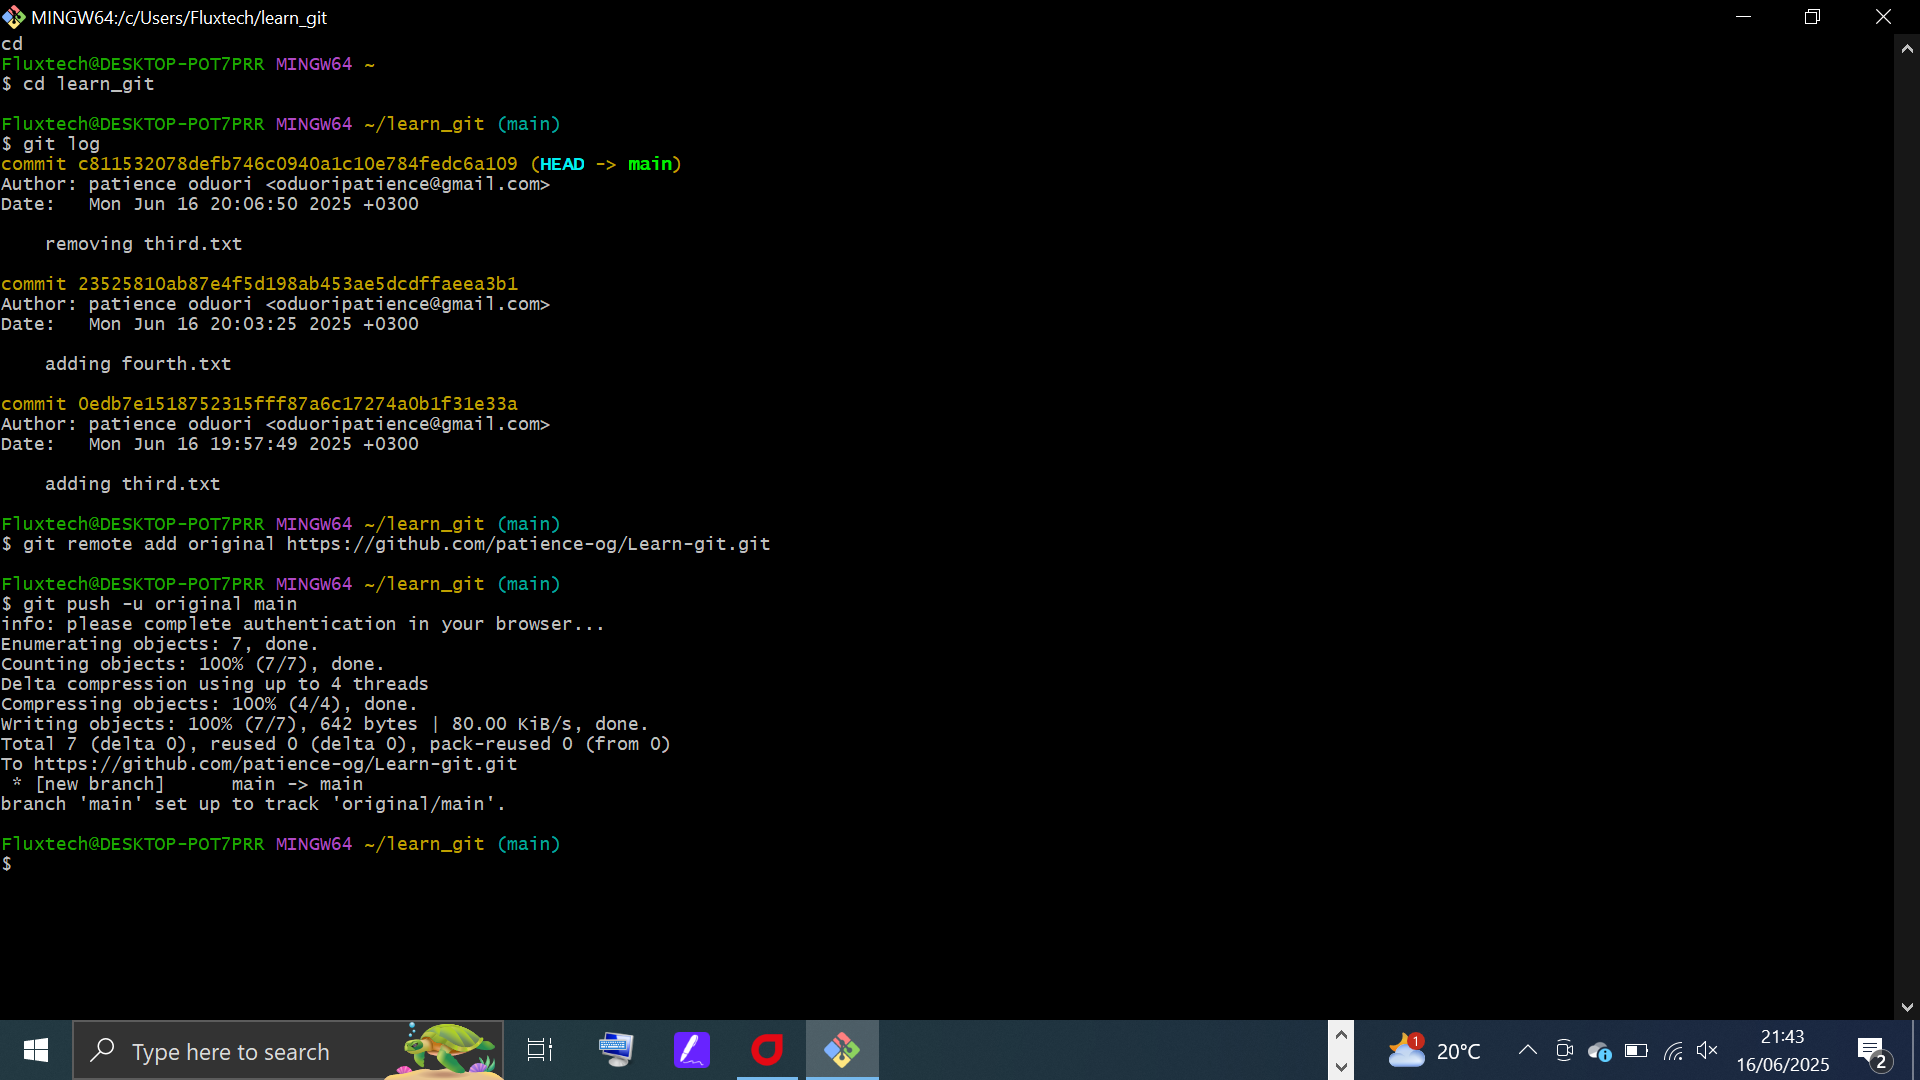 MINGW64:/c/Users/Fluxtech/learn_git
cd
Fluxtech@DESKTOP-POT7PRR MINGW64 ~
$ cd learn_git
Fluxtech@DESKTOP-POT7PRR MINGW64 ~/learn_git (main)
$ git log
commit c811532078defb746c0940a1c10e784fedc6a109 (HEAD -> main)
Author: patience oduori <oduoripatience@gmail.com>
Date:   Mon Jun 16 20:06:50 2025 +0300
    removing third.txt
commit 23525810ab87e4f5d198ab453ae5dcdffaeea3b1
Author: patience oduori <oduoripatience@gmail.com>
Date:   Mon Jun 16 20:03:25 2025 +0300
    adding fourth.txt
commit 0edb7e1518752315fff87a6c17274a0b1f31e33a
Author: patience oduori <oduoripatience@gmail.com>
Date:   Mon Jun 16 19:57:49 2025 +0300
    adding third.txt
Fluxtech@DESKTOP-POT7PRR MINGW64 ~/learn_git (main)
$ git remote add original https://github.com/patience-og/Learn-git.git
Fluxtech@DESKTOP-POT7PRR MINGW64 ~/learn_git (main)
$ git push -u original main
info: please complete authentication in your browser...
Enumerating objects: 7, done.
Counting objects: 100% (7/7), done.
Delta compression using up to 4 threads
Compressing objects: 100% (4/4), done.
Writing objects: 100% (7/7), 642 bytes | 80.00 KiB/s, done.
Total 7 (delta 0), reused 0 (delta 0), pack-reused 0 (from 0)
To https://github.com/patience-og/Learn-git.git
 * [new branch]      main -> main
branch 'main' set up to track 'original/main'.
Fluxtech@DESKTOP-POT7PRR MINGW64 ~/learn_git (main)
$
Type here to search
1
20°C
21:43
16/06/2025
2